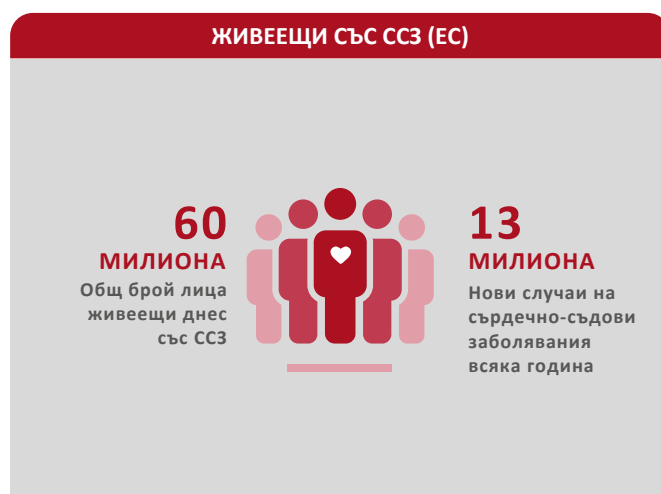 ЖИВЕЕЩИ СЪС ССЗ (ЕС)
60
МИЛИОНА
Общ брой лица
живеещи днес
със ССЗ
13
МИЛИОНА
Нови случаи на
сърдечно-съдови
заболявания
всяка година